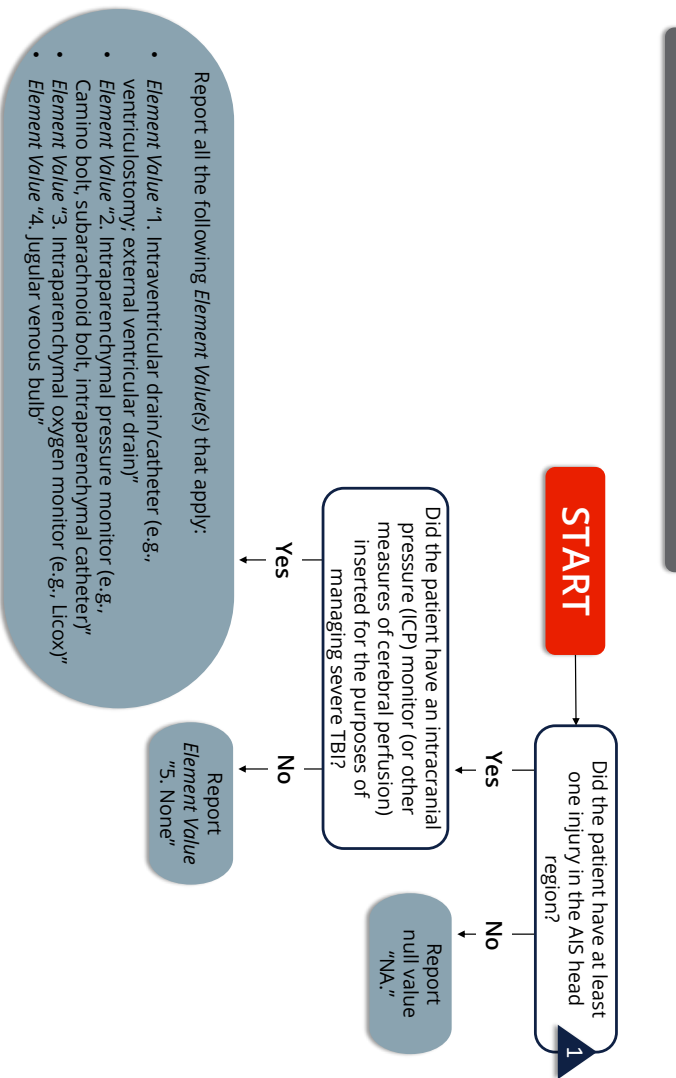 START
Did the patient have at least
one injury in the AIS head
region?
1
Yes
No
Did the patient have an intracranial
pressure (ICP) monitor (or other
measures of cerebral perfusion)
inserted for the purposes of
managing severe TBI?
Report
null value
“NA.”
Yes
No
Report all the following Element Value(s) that apply:
• Element Value “1. Intraventricular drain/catheter (e.g.,
ventriculostomy; external ventricular drain)”
• Element Value “2. Intraparenchymal pressure monitor (e.g.,
Camino bolt, subarachnoid bolt, intraparenchymal catheter)”
• Element Value “3. Intraparenchymal oxygen monitor (e.g., Licox)”
• Element Value “4. Jugular venous bulb”
Report
Element Value
“5. None”